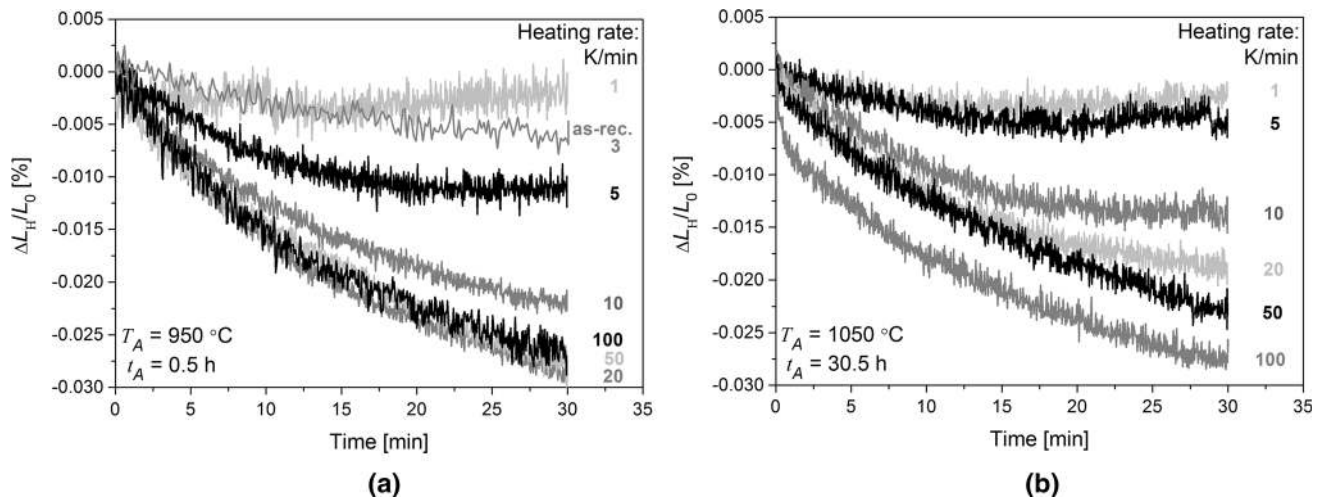 0.005
0.000
-0.005
-0.010
-0.015
-0.020
-0.025
-0.030
ΔL_H/L_0 [%]
Heating rate:
K/min
1
as-rec.
3
5
10
100
50
20
T_A = 950 °C
t_A = 0.5 h
0 5 10 15 20 25 30 35
Time [min]
(a)
0.005
0.000
-0.005
-0.010
-0.015
-0.020
-0.025
-0.030
ΔL_H/L_0 [%]
Heating rate:
K/min
1
5
10
20
50
100
T_A = 1050 °C
t_A = 30.5 h
0 5 10 15 20 25 30 35
Time [min]
(b)